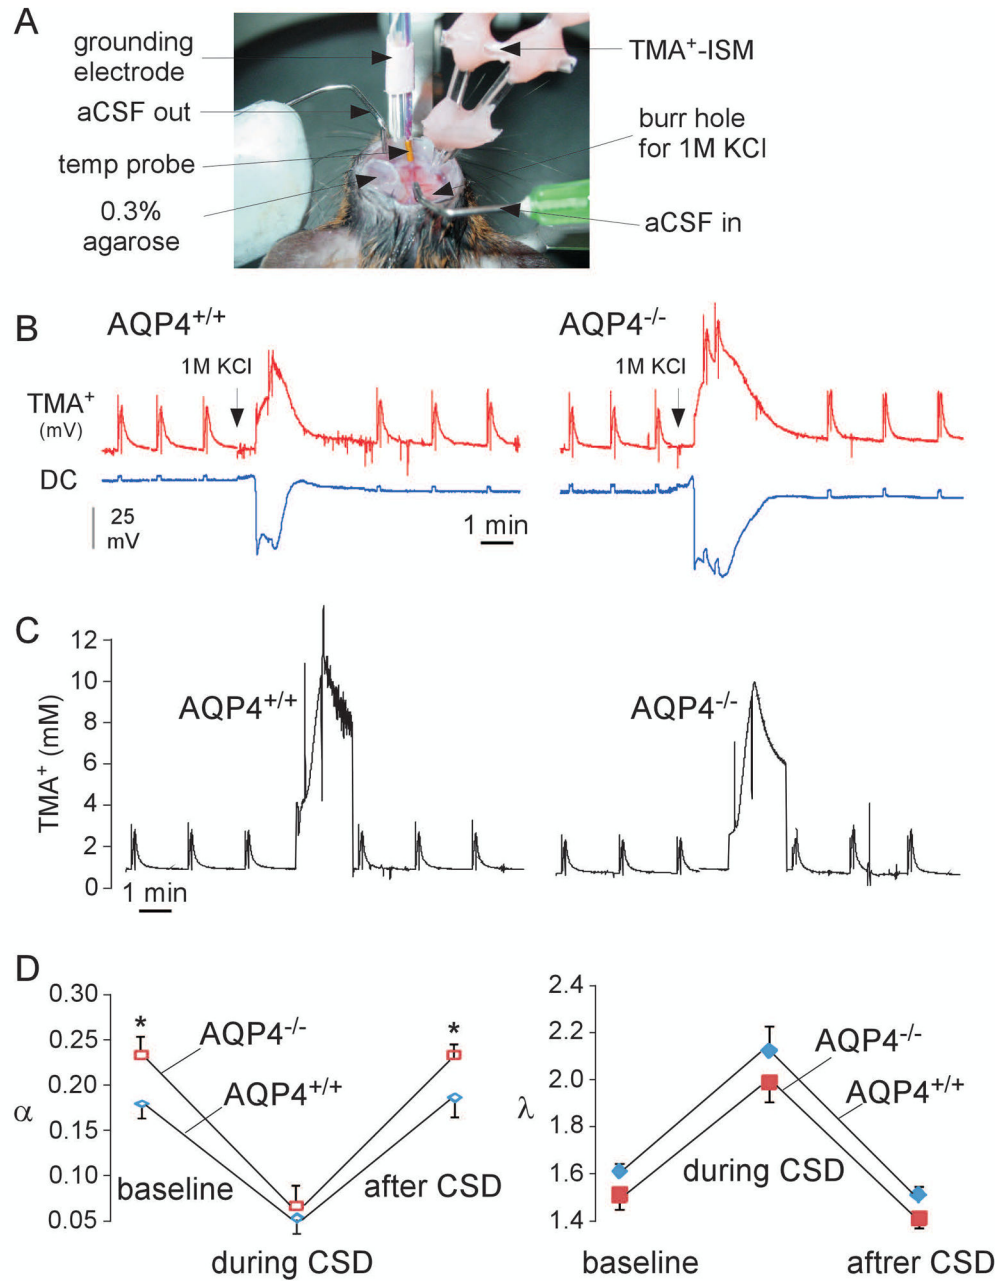 A
grounding
electrode
aCSF out
temp probe
0.3%
agarose
TMA⁺-ISM
burr hole
for 1M KCl
aCSF in
B
AQP4⁺/⁺
AQP4⁻/⁻
1M KCl
1M KCl
TMA⁺
(mV)
DC
25
mV
1 min
C
12
10
8
6
4
2
0
TMA⁺ (mM)
AQP4⁺/⁺
AQP4⁻/⁻
1 min
D
0.30
0.25
0.20
0.15
0.10
0.05
α
*
*
AQP4⁻/⁻
AQP4⁺/⁺
baseline
after CSD
during CSD
2.4
2.2
2.0
1.8
1.6
1.4
λ
AQP4⁻/⁻
AQP4⁺/⁺
during CSD
baseline
aftrer CSD